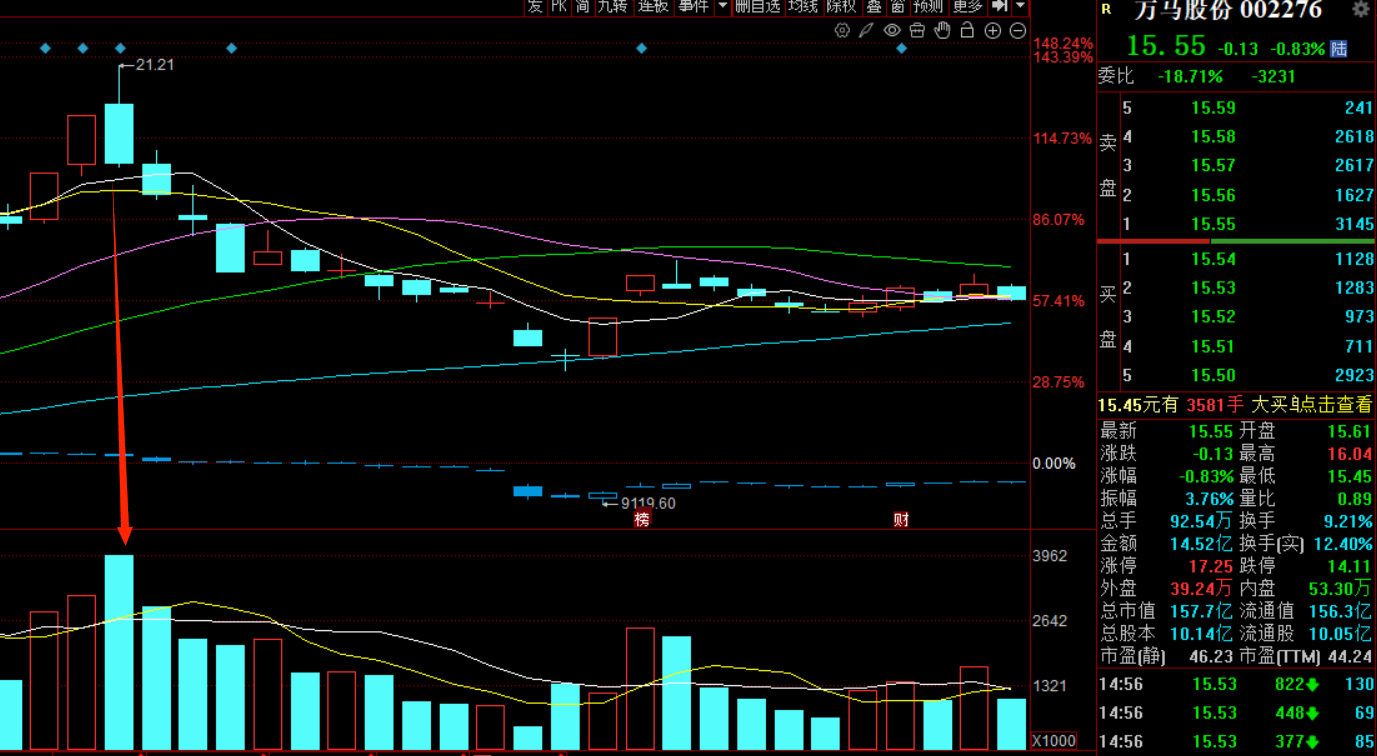 发 PK 简 九转 连板 事件 删自选 均线 除权 叠 窗 预测 更多
R 万马股份 002276
15.55 -0.13 -0.83% 陆
委比 -18.71% -3231
148.24%
143.39%
114.73%
86.07%
57.41%
28.75%
0.00%
21.21
9119.60
榜
财
3962
2642
1321
X1000
卖盘
5 15.59 241
4 15.58 2618
3 15.57 2617
2 15.56 1627
1 15.55 3145
买盘
1 15.54 1128
2 15.53 1283
3 15.52 973
4 15.51 711
5 15.50 2923
15.45元有 3581手 大买单点击查看
最新 15.55 开盘 15.61
涨跌 -0.13 最高 16.04
涨幅 -0.83% 最低 15.45
振幅 3.76% 量比 0.89
总手 92.54万 换手 9.21%
金额 14.52亿 换手(实) 12.40%
涨停 17.25 跌停 14.11
外盘 39.24万 内盘 53.30万
总市值 157.7亿 流通值 156.3亿
总股本 10.14亿 流通股 10.05亿
市盈(静) 46.23 市盈(TTM) 44.24
14:56 15.53 822 130
14:56 15.53 448 69
14:56 15.53 377 85